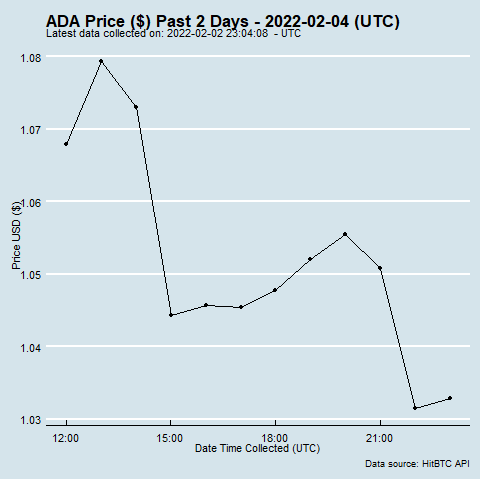 ADA Price ($) Past 2 Days - 2022-02-04 (UTC)
Latest data collected on: 2022-02-02 23:04:08 - UTC
1.08
1.07
1.06
1.05
1.04
1.03
Price USD ($)
12:00 15:00 18:00 21:00
Date Time Collected (UTC)
Data source: HitBTC API